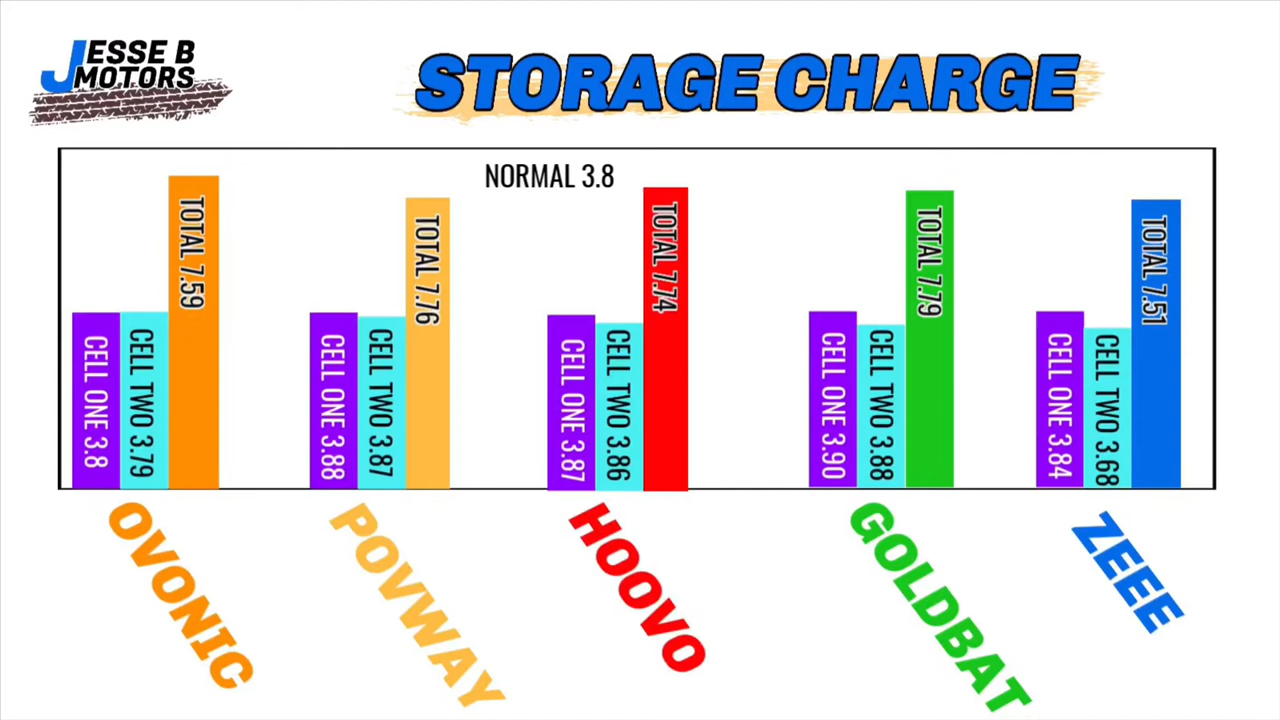 JESSE B
MOTORS
STORAGE CHARGE
NORMAL 3.8
CELL ONE 3.8
CELL TWO 3.79
TOTAL 7.59
CELL ONE 3.88
CELL TWO 3.87
TOTAL 7.76
CELL ONE 3.87
CELL TWO 3.86
TOTAL 7.74
CELL ONE 3.90
CELL TWO 3.88
TOTAL 7.79
CELL ONE 3.84
CELL TWO 3.68
TOTAL 7.51
OVONIC
POVWAY
HOOVO
GOLDBAT
ZEEE